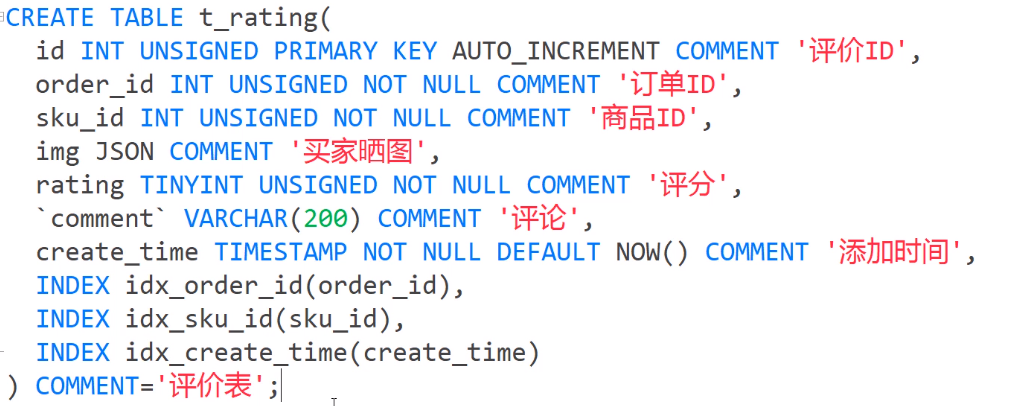 CREATE TABLE t_rating(
id INT UNSIGNED PRIMARY KEY AUTO_INCREMENT COMMENT '评价ID',
order_id INT UNSIGNED NOT NULL COMMENT '订单ID',
sku_id INT UNSIGNED NOT NULL COMMENT '商品ID',
img JSON COMMENT '买家晒图',
rating TINYINT UNSIGNED NOT NULL COMMENT '评分',
`comment` VARCHAR(200) COMMENT '评论',
create_time TIMESTAMP NOT NULL DEFAULT NOW() COMMENT '添加时间',
INDEX idx_order_id(order_id),
INDEX idx_sku_id(sku_id),
INDEX idx_create_time(create_time)
) COMMENT='评价表';